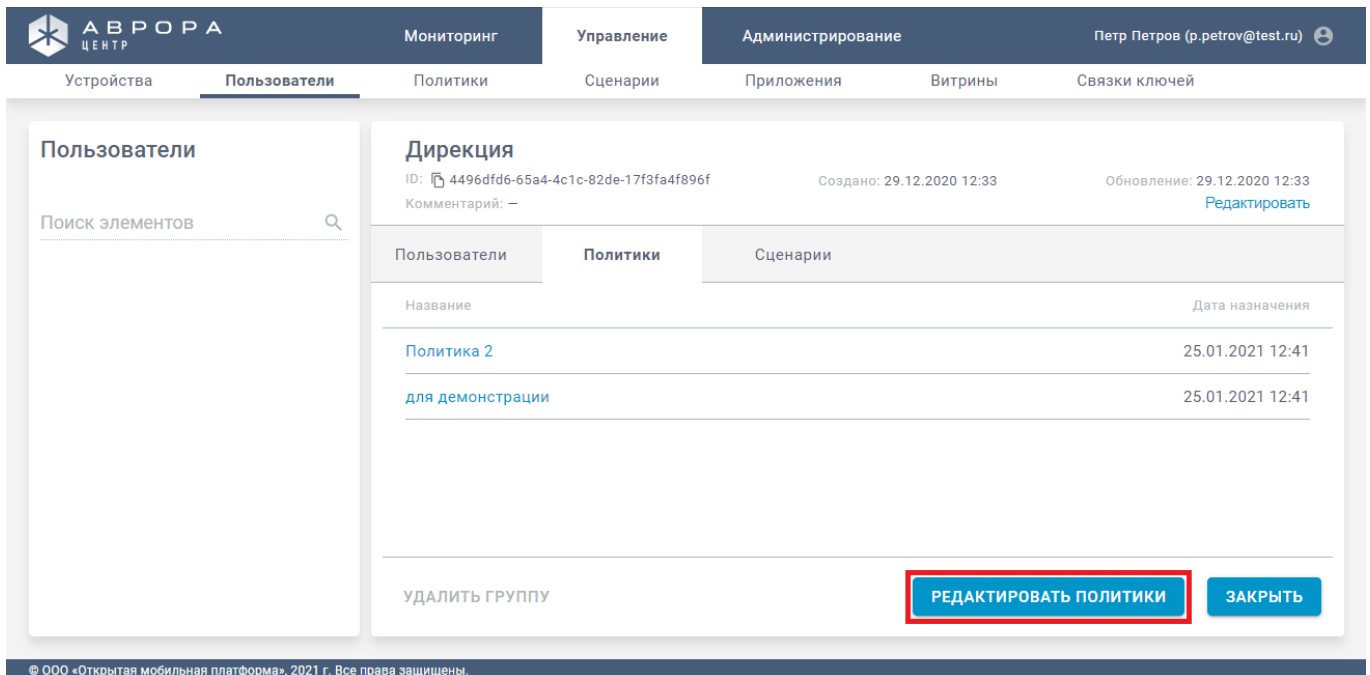 АВРОРА
ЦЕНТР
Мониторинг Управление Администрирование Петр Петров (p.petrov@test.ru)
Устройства Пользователи Политики Сценарии Приложения Витрины Связки ключей
Пользователи
Поиск элементов
Дирекция
ID: 4496dfd6-65a4-4c1c-82de-17f3fa4f896f Создано: 29.12.2020 12:33 Обновление: 29.12.2020 12:33
Комментарий: — Редактировать
Пользователи Политики Сценарии
Название Дата назначения
Политика 2 25.01.2021 12:41
для демонстрации 25.01.2021 12:41
УДАЛИТЬ ГРУППУ РЕДАКТИРОВАТЬ ПОЛИТИКИ ЗАКРЫТЬ
© ООО «Открытая мобильная платформа», 2021 г. Все права защищены.